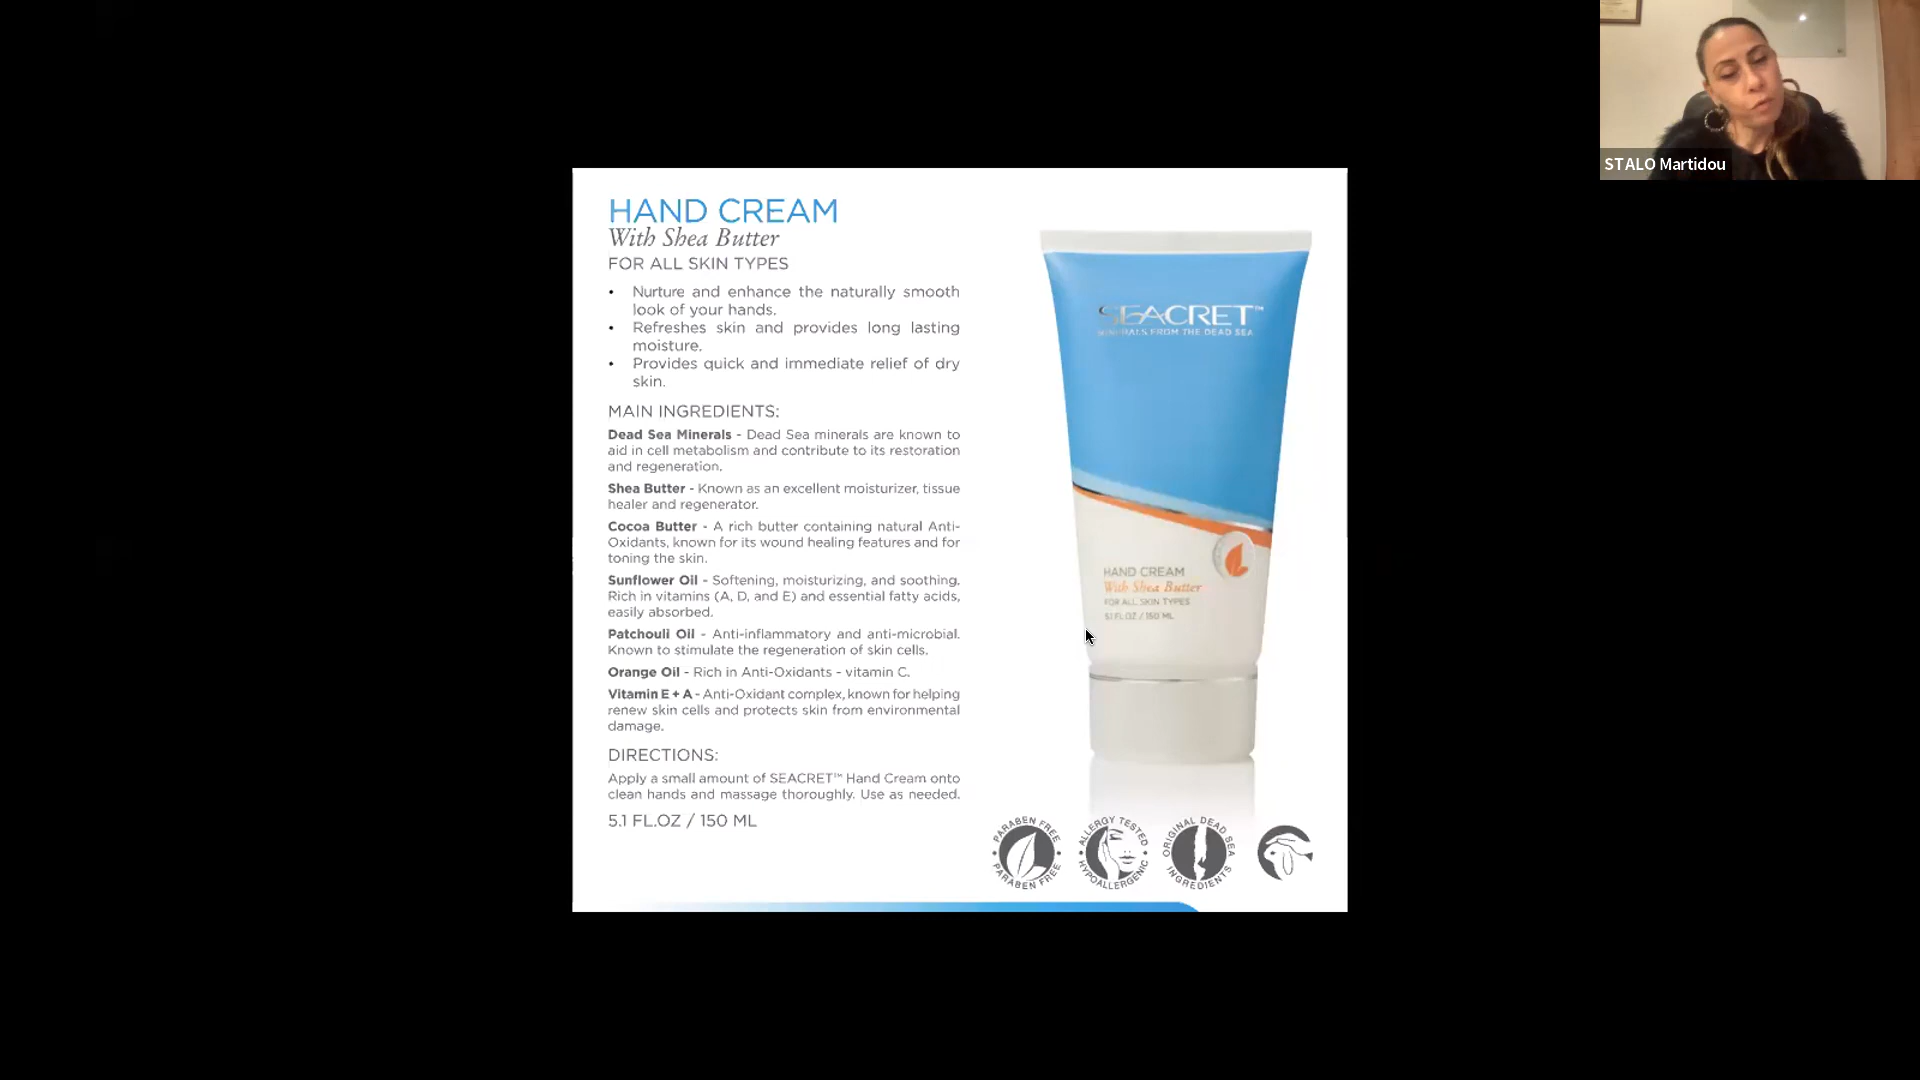 HAND CREAM
With Shea Butter
FOR ALL SKIN TYPES
• Nurture and enhance the naturally smooth
look of your hands.
• Refreshes skin and provides long lasting
moisture.
• Provides quick and immediate relief of dry
skin.
MAIN INGREDIENTS:
Dead Sea Minerals - Dead Sea minerals are known to
aid in cell metabolism and contribute to its restoration
and regeneration.
Shea Butter - Known as an excellent moisturizer, tissue
healer and regenerator.
Cocoa Butter - A rich butter containing natural Anti-
Oxidants, known for its wound healing features and for
toning the skin.
Sunflower Oil - Softening, moisturizing, and soothing.
Rich in vitamins (A, D, and E) and essential fatty acids,
easily absorbed.
Patchouli Oil - Anti-inflammatory and anti-microbial.
Known to stimulate the regeneration of skin cells.
Orange Oil - Rich in Anti-Oxidants - vitamin C.
Vitamin E + A - Anti-Oxidant complex, known for helping
renew skin cells and protects skin from environmental
damage.
DIRECTIONS:
Apply a small amount of SEACRET™ Hand Cream onto
clean hands and massage thoroughly. Use as needed.
5.1 FL.OZ / 150 ML
SEACRET™
MINERALS FROM THE DEAD SEA
HAND CREAM
With Shea Butter
FOR ALL SKIN TYPES
5.1 FL.OZ / 150 ML
PARABEN FREE • PARABEN FREE •
ALLERGY TESTED • HYPOALLERGENIC •
ORIGINAL DEAD SEA • INGREDIENTS •
STALO Martidou